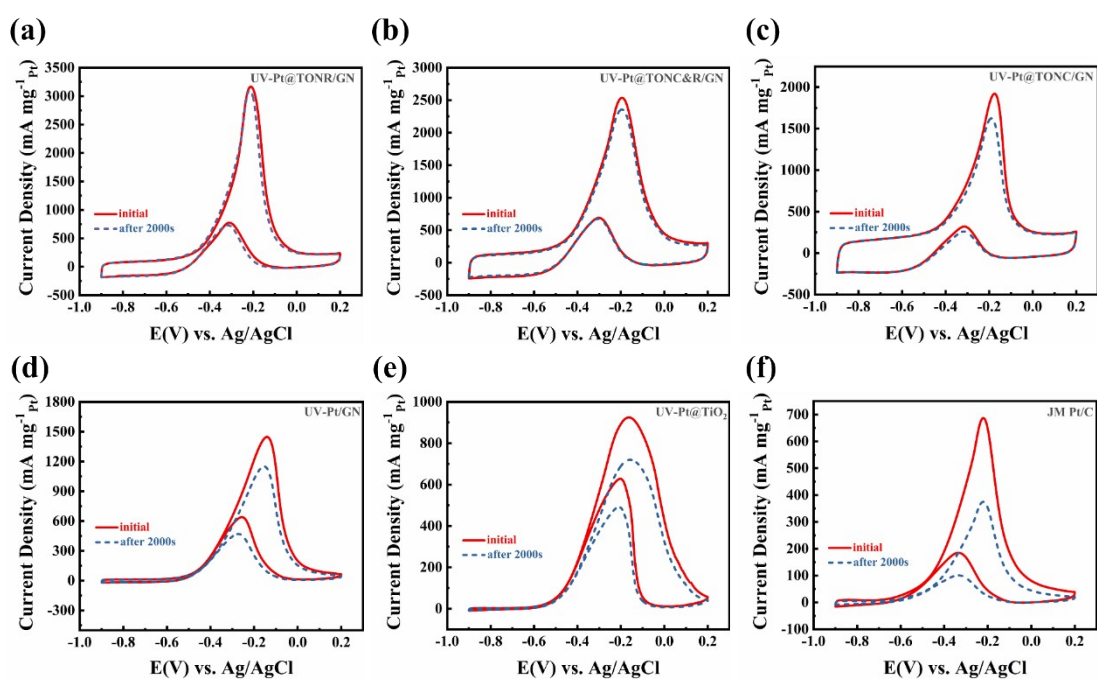 (a)
UV-Pt@TONR/GN
Current Density (mA mg⁻¹Pt)
3500
3000
2500
2000
1500
1000
500
0
-500
initial
after 2000s
-1.0 -0.8 -0.6 -0.4 -0.2 0.0 0.2
E(V) vs. Ag/AgCl
(b)
UV-Pt@TONC&R/GN
Current Density (mA mg⁻¹Pt)
3000
2500
2000
1500
1000
500
0
-500
initial
after 2000s
-1.0 -0.8 -0.6 -0.4 -0.2 0.0 0.2
E(V) vs. Ag/AgCl
(c)
UV-Pt@TONC/GN
Current Density (mA mg⁻¹Pt)
2000
1500
1000
500
0
-500
initial
after 2000s
-1.0 -0.8 -0.6 -0.4 -0.2 0.0 0.2
E(V) vs. Ag/AgCl
(d)
UV-Pt/GN
Current Density (mA mg⁻¹Pt)
1800
1500
1200
900
600
300
0
-300
initial
after 2000s
-1.0 -0.8 -0.6 -0.4 -0.2 0.0 0.2
E(V) vs. Ag/AgCl
(e)
UV-Pt@TiO₂
Current Density (mA mg⁻¹Pt)
1000
800
600
400
200
0
-100
initial
after 2000s
-1.0 -0.8 -0.6 -0.4 -0.2 0.0 0.2
E(V) vs. Ag/AgCl
(f)
JM Pt/C
Current Density (mA mg⁻¹Pt)
700
600
500
400
300
200
100
0
-100
initial
after 2000s
-1.0 -0.8 -0.6 -0.4 -0.2 0.0 0.2
E(V) vs. Ag/AgCl